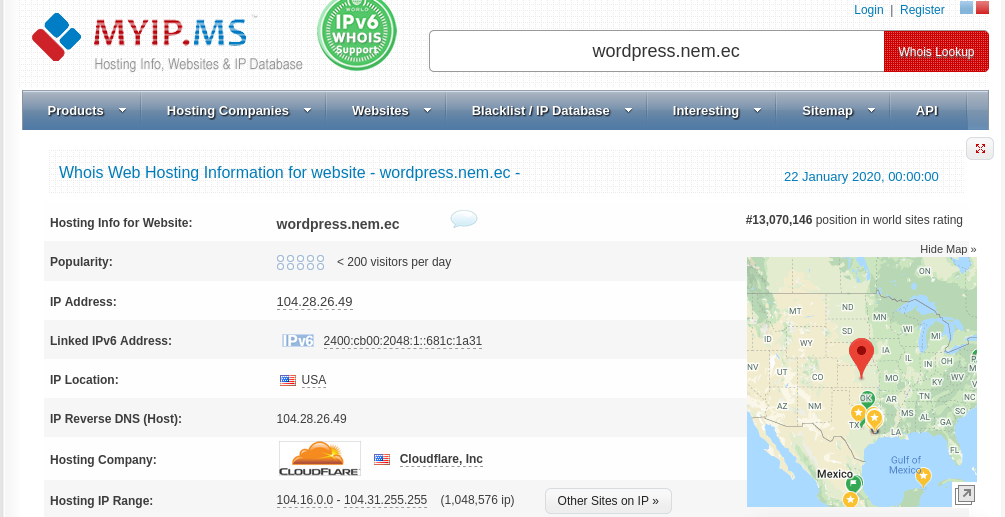 Login | Register
MYIP.MS
Hosting Info, Websites & IP Database
WORLD
IPv6
WHOIS
Support
wordpress.nem.ec
Whois Lookup
Products
Hosting Companies
Websites
Blacklist / IP Database
Interesting
Sitemap
API
Whois Web Hosting Information for website - wordpress.nem.ec -
22 January 2020, 00:00:00
Hosting Info for Website:
wordpress.nem.ec
#13,070,146 position in world sites rating
Hide Map »
Popularity:
< 200 visitors per day
IP Address:
104.28.26.49
Linked IPv6 Address:
IPv6
2400:cb00:2048:1::681c:1a31
IP Location:
USA
IP Reverse DNS (Host):
104.28.26.49
Hosting Company:
CLOUDFLARE
Cloudflare, Inc
Hosting IP Range:
104.16.0.0 - 104.31.255.255
(1,048,576 ip)
Other Sites on IP »
ON
MT
ND
MN
ID
WY
SD
WI
MI
IA
NV
UT
CO
IL
IN
OH
PA
MO
KY
WV
VA
AZ
NM
OK
AR
TN
NC
MS
AL
SC
TX
LA
GA
Gulf of
Mexico
Mexico
FL